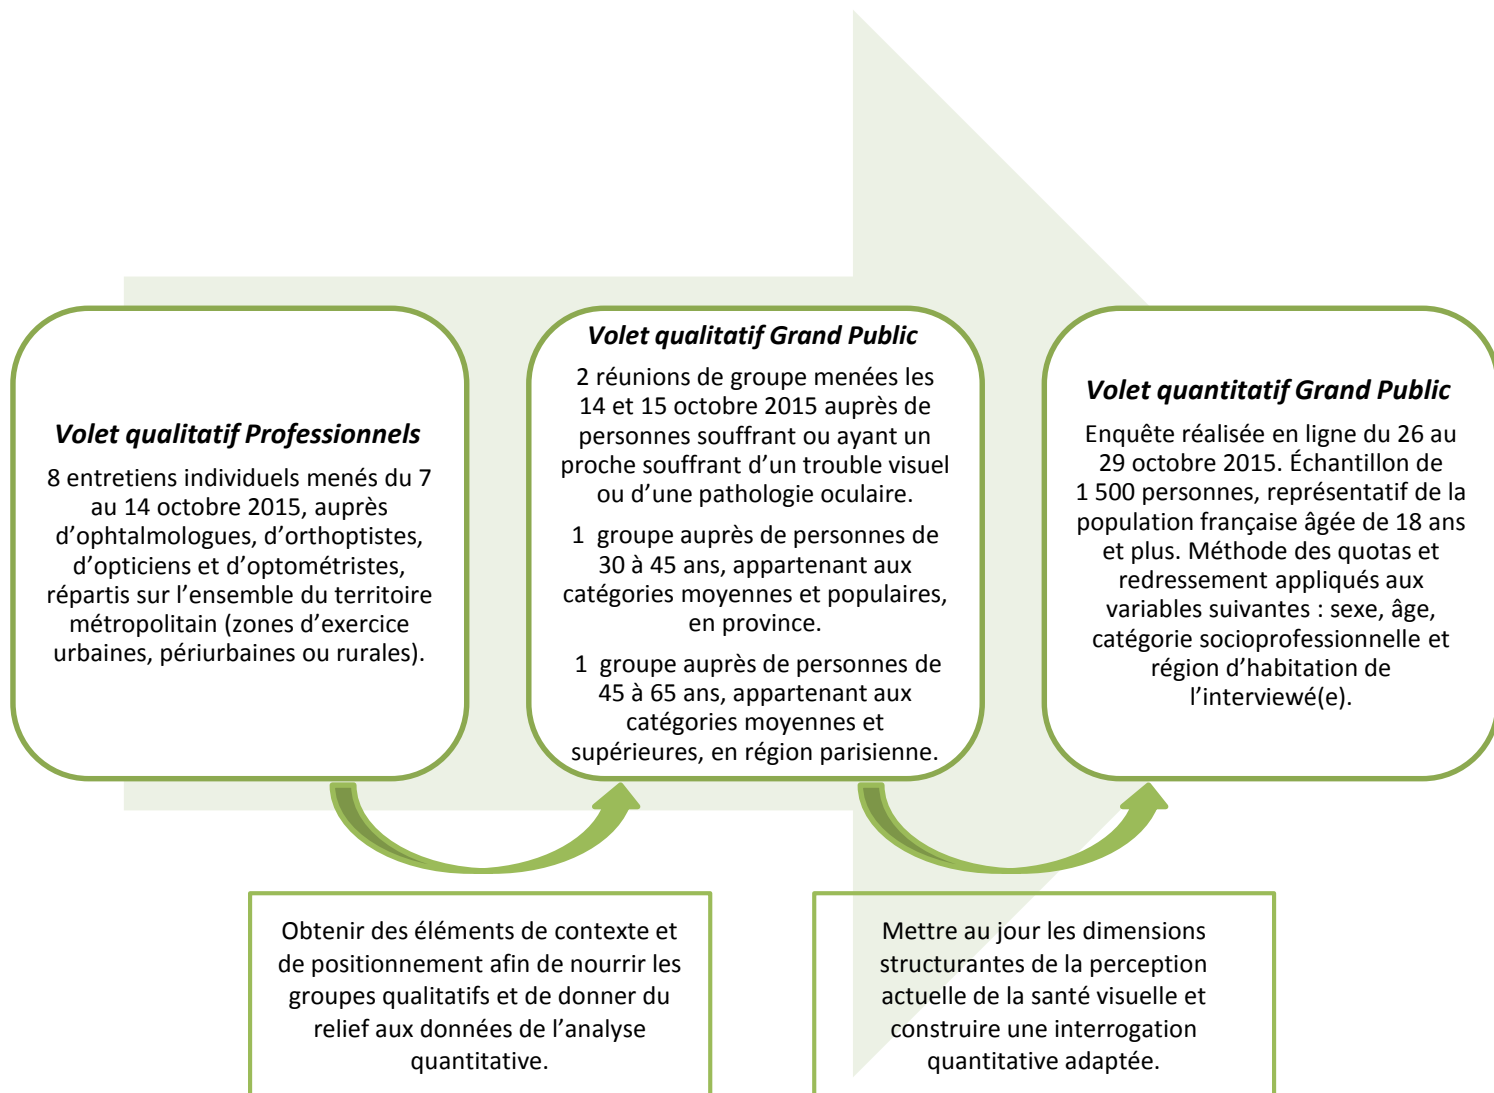 Volet qualitatif Professionnels
8 entretiens individuels menés du 7
au 14 octobre 2015, auprès
d’ophtalmologues, d’orthoptistes,
d’opticiens et d’optométristes,
répartis sur l’ensemble du territoire
métropolitain (zones d’exercice
urbaines, périurbaines ou rurales).
Volet qualitatif Grand Public
2 réunions de groupe menées les
14 et 15 octobre 2015 auprès de
personnes souffrant ou ayant un
proche souffrant d’un trouble visuel
ou d’une pathologie oculaire.
1 groupe auprès de personnes de
30 à 45 ans, appartenant aux
catégories moyennes et populaires,
en province.
1 groupe auprès de personnes de
45 à 65 ans, appartenant aux
catégories moyennes et
supérieures, en région parisienne.
Volet quantitatif Grand Public
Enquête réalisée en ligne du 26 au
29 octobre 2015. Échantillon de
1 500 personnes, représentatif de la
population française âgée de 18 ans
et plus. Méthode des quotas et
redressement appliqués aux
variables suivantes : sexe, âge,
catégorie socioprofessionnelle et
région d’habitation de
l’interviewé(e).
Obtenir des éléments de contexte et
de positionnement afin de nourrir les
groupes qualitatifs et de donner du
relief aux données de l’analyse
quantitative.
Mettre au jour les dimensions
structurantes de la perception
actuelle de la santé visuelle et
construire une interrogation
quantitative adaptée.